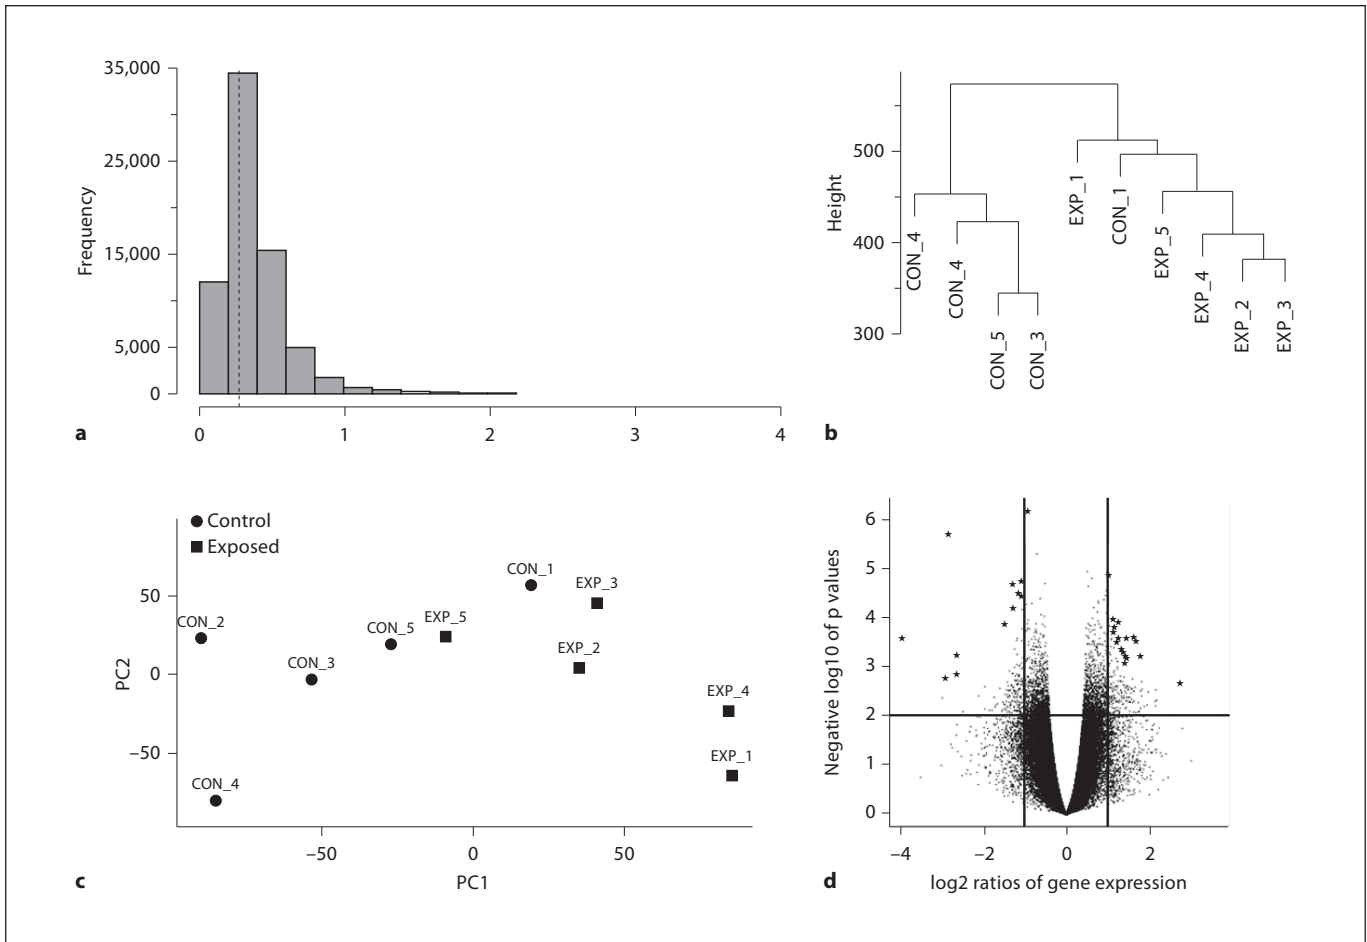 35,000
25,000
15,000
5,000
0
Frequency
0 1 2 3 4
a
500
400
300
Height
CON_4
CON_4
CON_5
CON_3
EXP_1
CON_1
EXP_5
EXP_4
EXP_2
EXP_3
b
Control
Exposed
50
0
–50
PC2
CON_1
EXP_3
CON_2
EXP_5
CON_5
EXP_2
CON_3
EXP_4
EXP_1
CON_4
–50 0 50
PC1
c
6
5
4
3
2
1
0
Negative log10 of p values
–4 –2 0 2
log2 ratios of gene expression
d